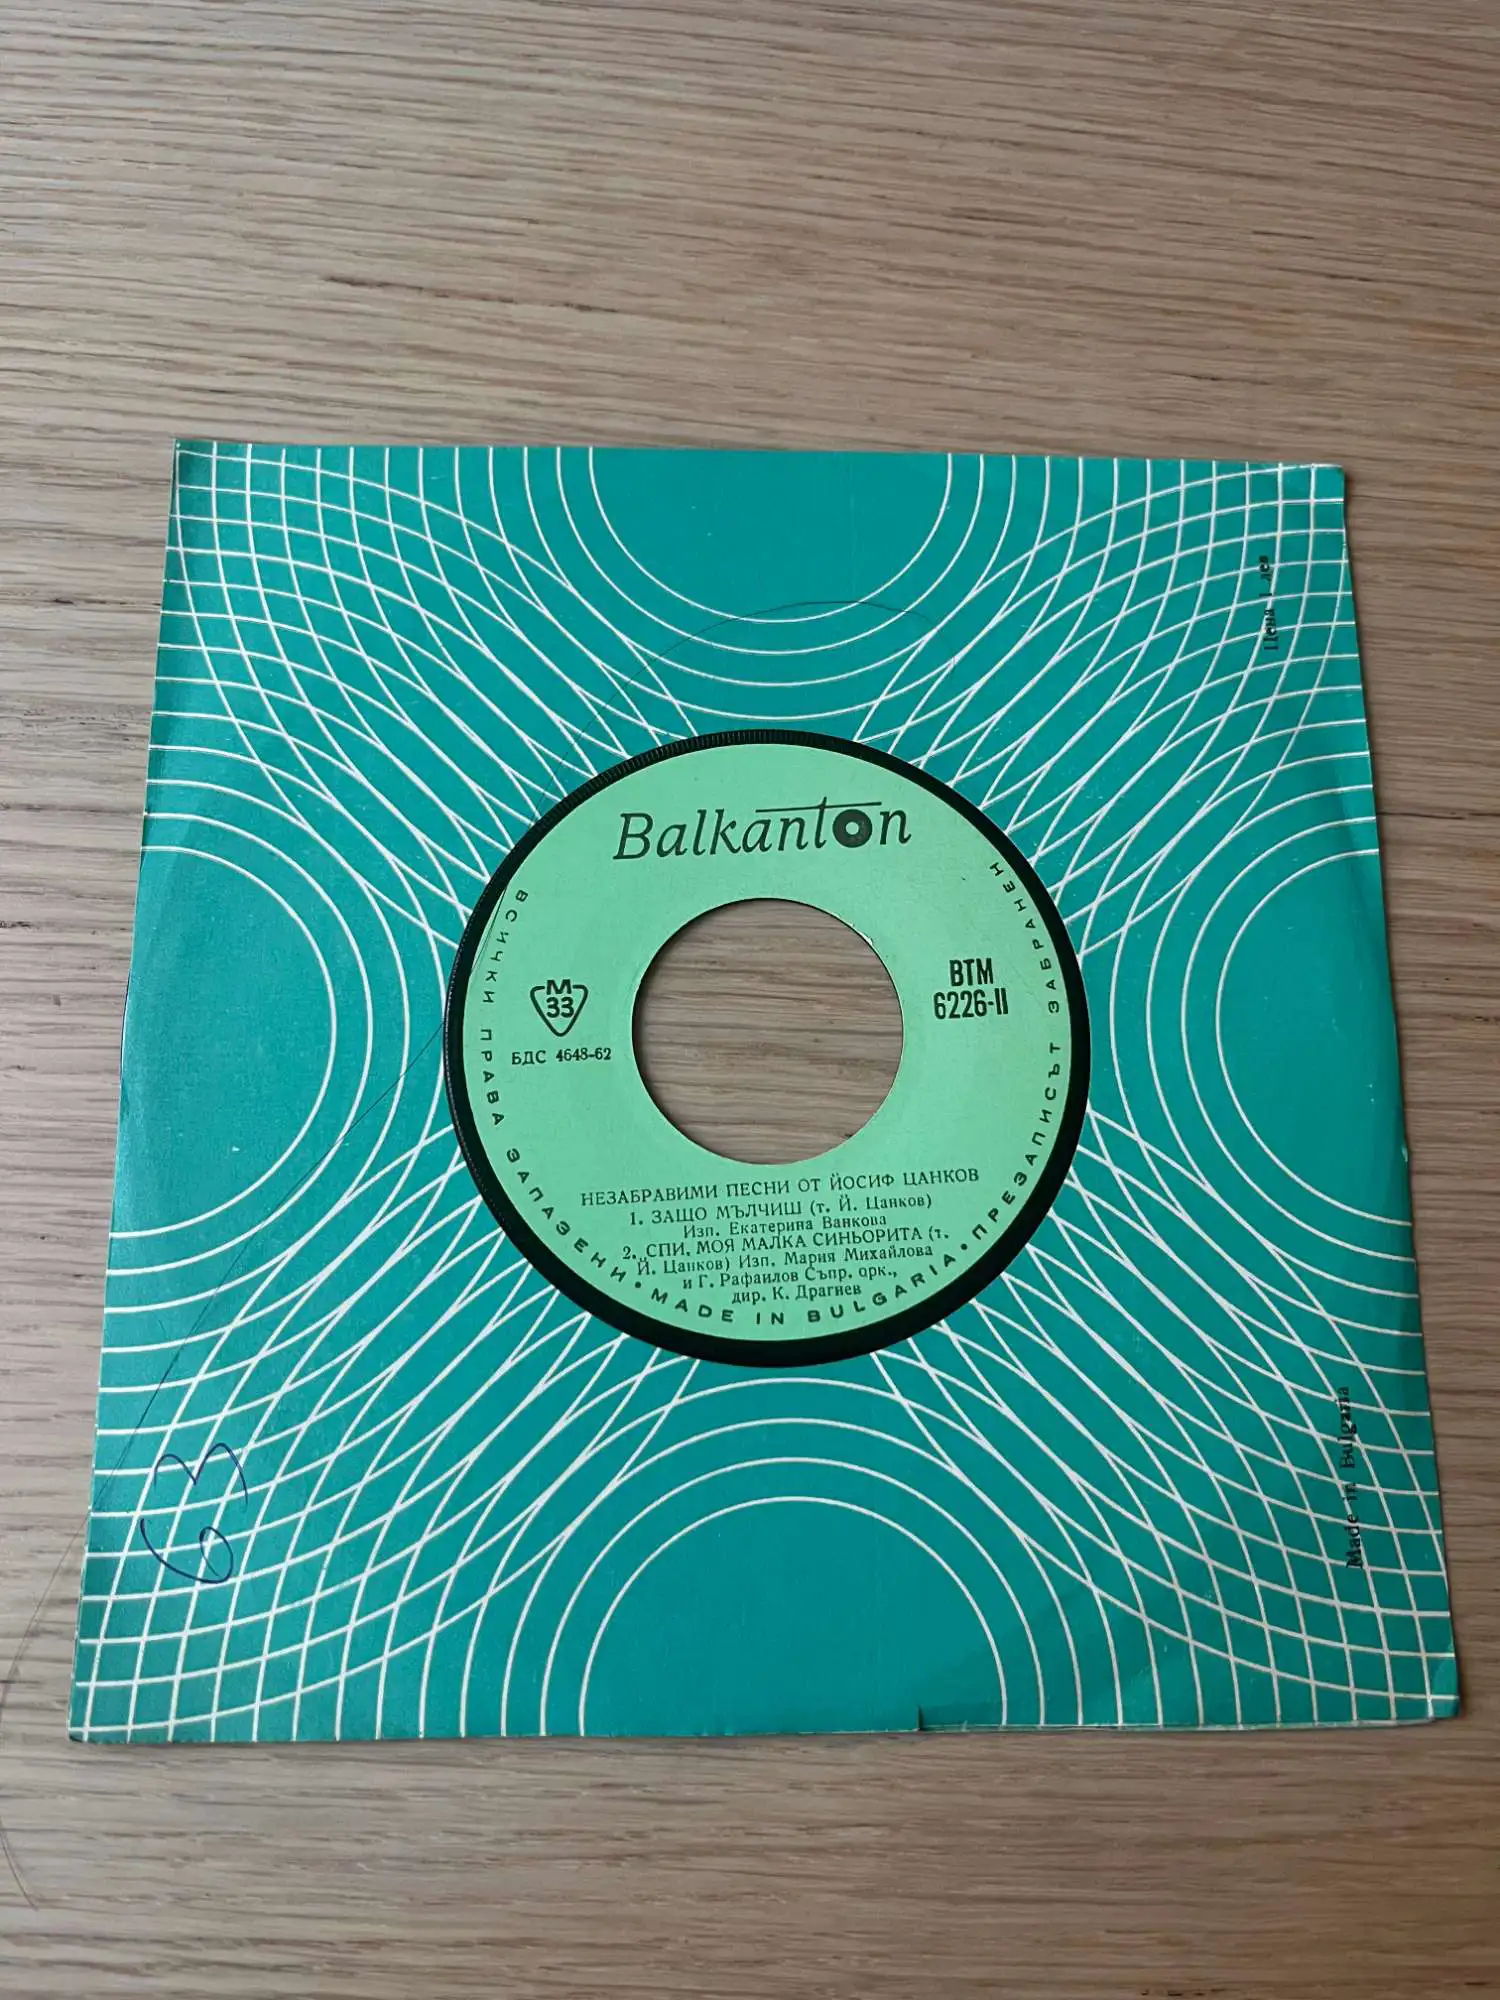 Цена 1 лев
Balkanton
ВСИЧКИ ПРАВА ЗАПАЗЕНИ • MADE IN BULGARIA • ПРЕЗАПИСЪТ ЗАБРАНЕН
М
33
БДС 4648-62
ВТМ
6226-II
НЕЗАБРАВИМИ ПЕСНИ ОТ ЙОСИФ ЦАНКОВ
1. ЗАЩО МЪЛЧИШ (т. Й. Цанков)
Изп. Екатерина Ванкова
2. СПИ, МОЯ МАЛКА СИНЬОРИТА (т.
Й. Цанков) Изп. Мария Михайлова
и Г. Рафаилов Съпр. орк.,
дир. К. Драгнев
63
Made in Bulgaria